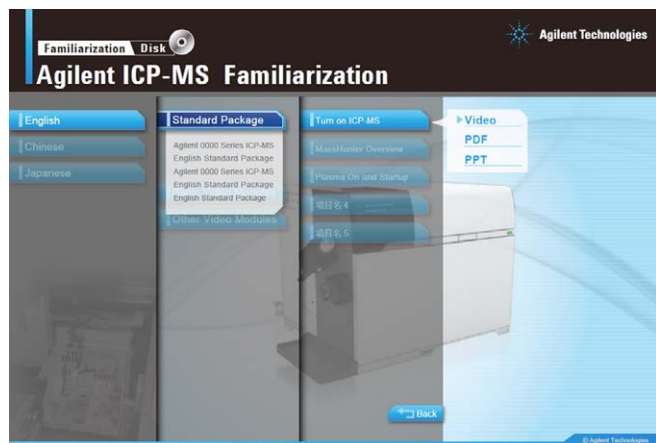 Familiarization Disk
Agilent Technologies
Agilent ICP-MS Familiarization
English
Chinese
Japanese
Standard Package
Agilent 0000 Series ICP-MS
English Standard Package
Agilent 0000 Series ICP-MS
English Standard Package
English Standard Package
Other Video Modules
Turn on ICP-MS
MassHunter Overview
Plasma On and Startup
项目名 4
项目名 5
Video
PDF
PPT
Back
© Agilent Technologies